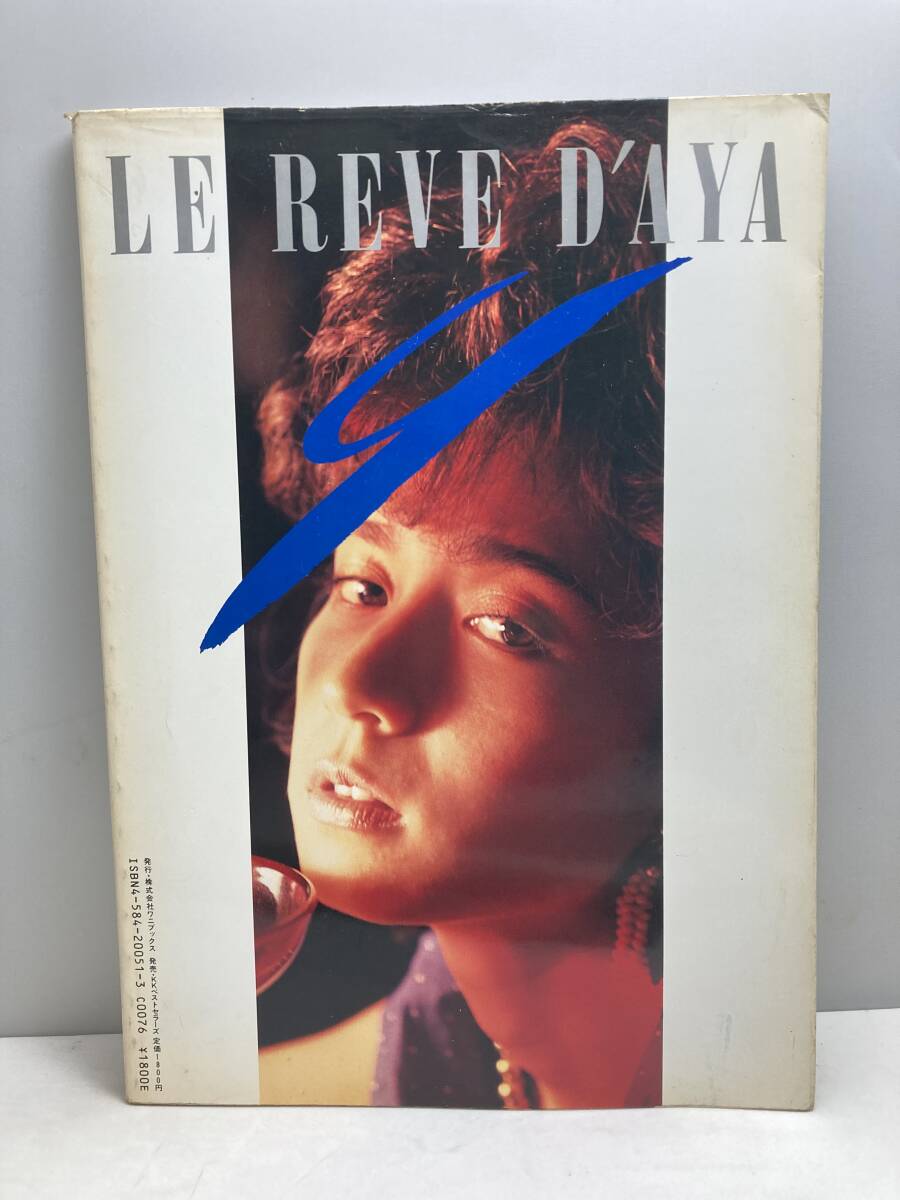 LE REVE D'AYA
y
発行・株式会社ワニブックス 発売・KKベストセラーズ 定価1800円
ISBN4-584-20051-3 C0076 ¥1800E